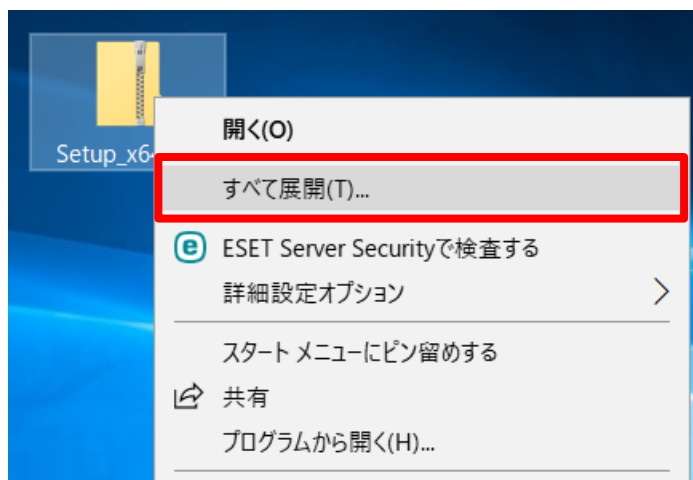 Setup_x6
開く(O)
すべて展開(T)...
ESET Server Securityで検査する
詳細設定オプション
スタート メニューにピン留めする
共有
プログラムから開く(H)...